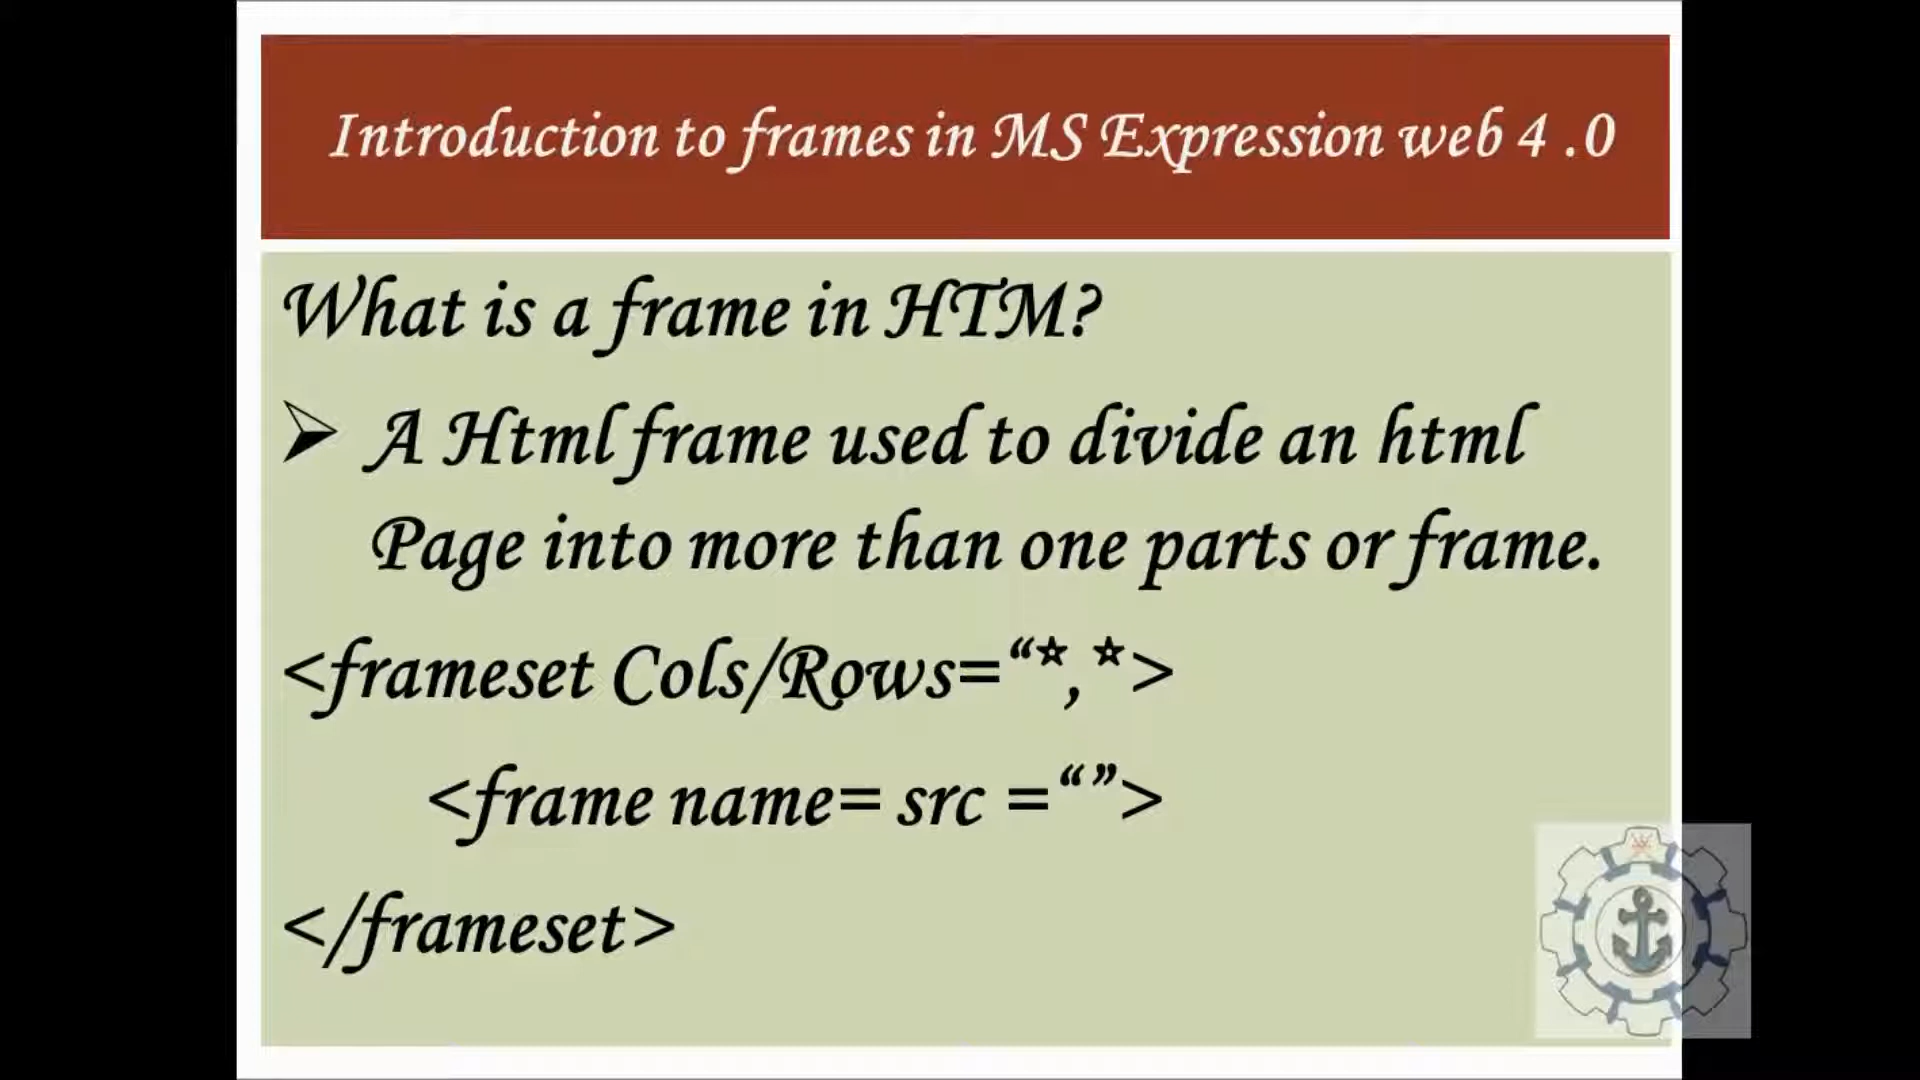 Introduction to frames in MS Expression web 4 .0
What is a frame in HTM?
➢ A Html frame used to divide an html
Page into more than one parts or frame.
<frameset Cols/Rows=“*,*>
<frame name= src =“”>
</frameset>